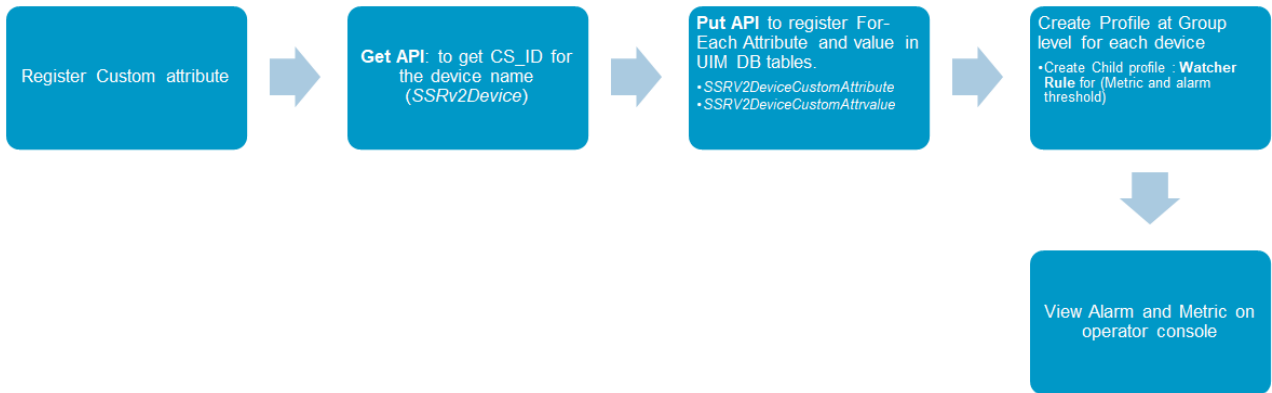 Register Custom attribute
Get API: to get CS_ID for
the device name
(SSRv2Device)
Put API to register For-
Each Attribute and value in
UIM DB tables.
•SSRV2DeviceCustomAttribute
•SSRV2DeviceCustomAttrvalue
Create Profile at Group
level for each device
•Create Child profile : Watcher
Rule for (Metric and alarm
threshold)
View Alarm and Metric on
operator console